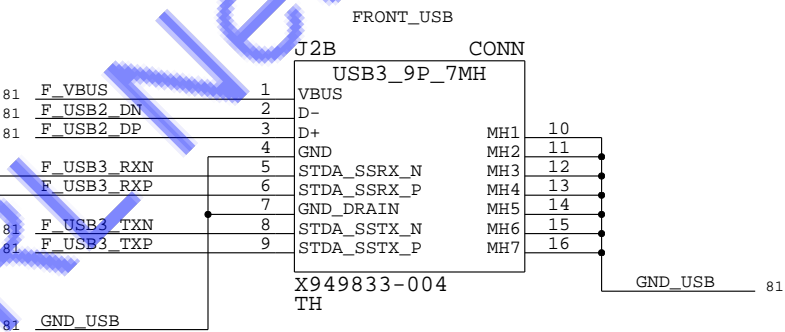 FRONT_USB
J2B CONN
USB3_9P_7MH
81 F_VBUS 1 VBUS
81 F_USB2_DN 2 D-
81 F_USB2_DP 3 D+ MH1 10
4 GND MH2 11
F_USB3_RXN 5 STDA_SSRX_N MH3 12
F_USB3_RXP 6 STDA_SSRX_P MH4 13
7 GND_DRAIN MH5 14
81 F_USB3_TXN 8 STDA_SSTX_N MH6 15
81 F_USB3_TXP 9 STDA_SSTX_P MH7 16
X949833-004
TH
GND_USB 81
81 GND_USB